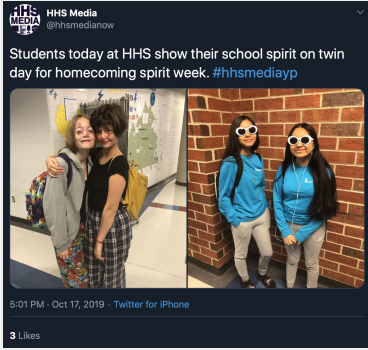 HHS
MEDIA
HHS
HHS Media
@hhsmedianow
Students today at HHS show their school spirit on twin
day for homecoming spirit week. #hhsmediayp
5:01 PM · Oct 17, 2019 · Twitter for iPhone
3 Likes